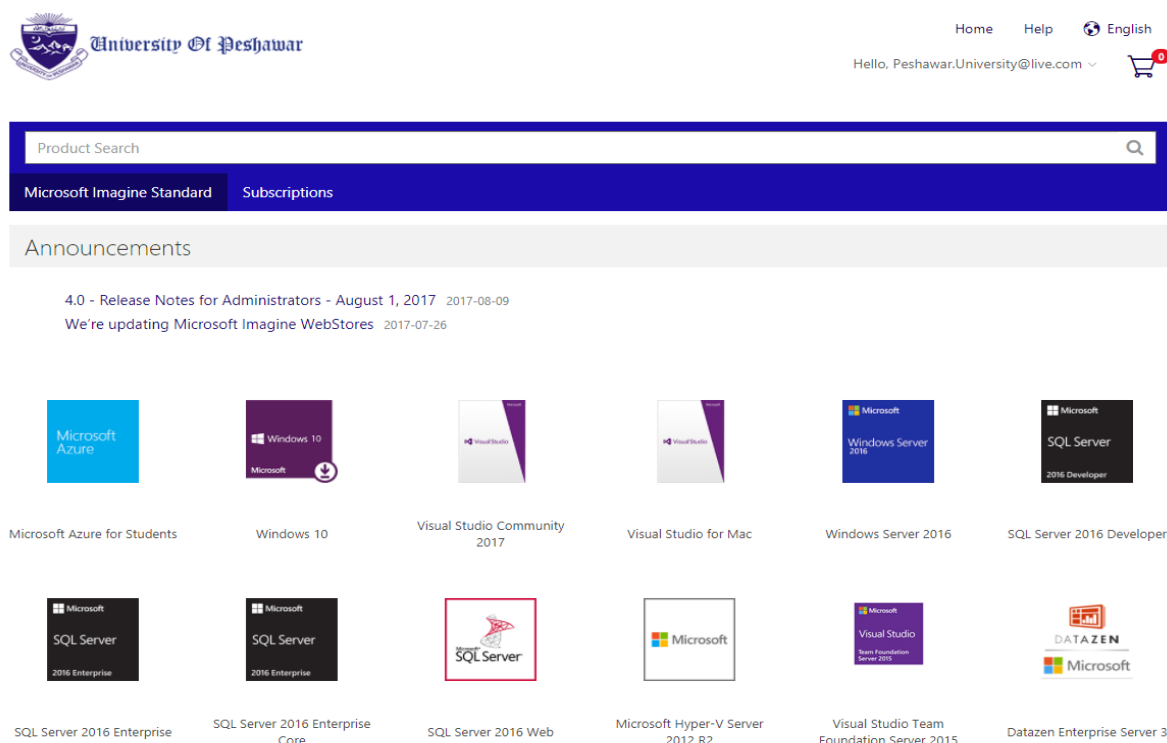 University Of Peshawar
Home Help English
Hello, Peshawar.University@live.com
0
Product Search
Microsoft Imagine Standard Subscriptions
Announcements
4.0 - Release Notes for Administrators - August 1, 2017 2017-08-09
We're updating Microsoft Imagine WebStores 2017-07-26
Microsoft
Azure
Windows 10
Microsoft
Visual Studio
Visual Studio
Microsoft
Windows Server
2016
Microsoft
SQL Server
2016 Developer
Microsoft Azure for Students
Windows 10
Visual Studio Community
2017
Visual Studio for Mac
Windows Server 2016
SQL Server 2016 Developer
Microsoft
SQL Server
2016 Enterprise
Microsoft
SQL Server
2016 Enterprise
Microsoft
SQL Server
Microsoft
Microsoft
Visual Studio
Team Foundation
Server 2015
DATAZEN
Microsoft
SQL Server 2016 Enterprise
SQL Server 2016 Enterprise
Core
SQL Server 2016 Web
Microsoft Hyper-V Server
2012 R2
Visual Studio Team
Foundation Server 2015
Datazen Enterprise Server 3